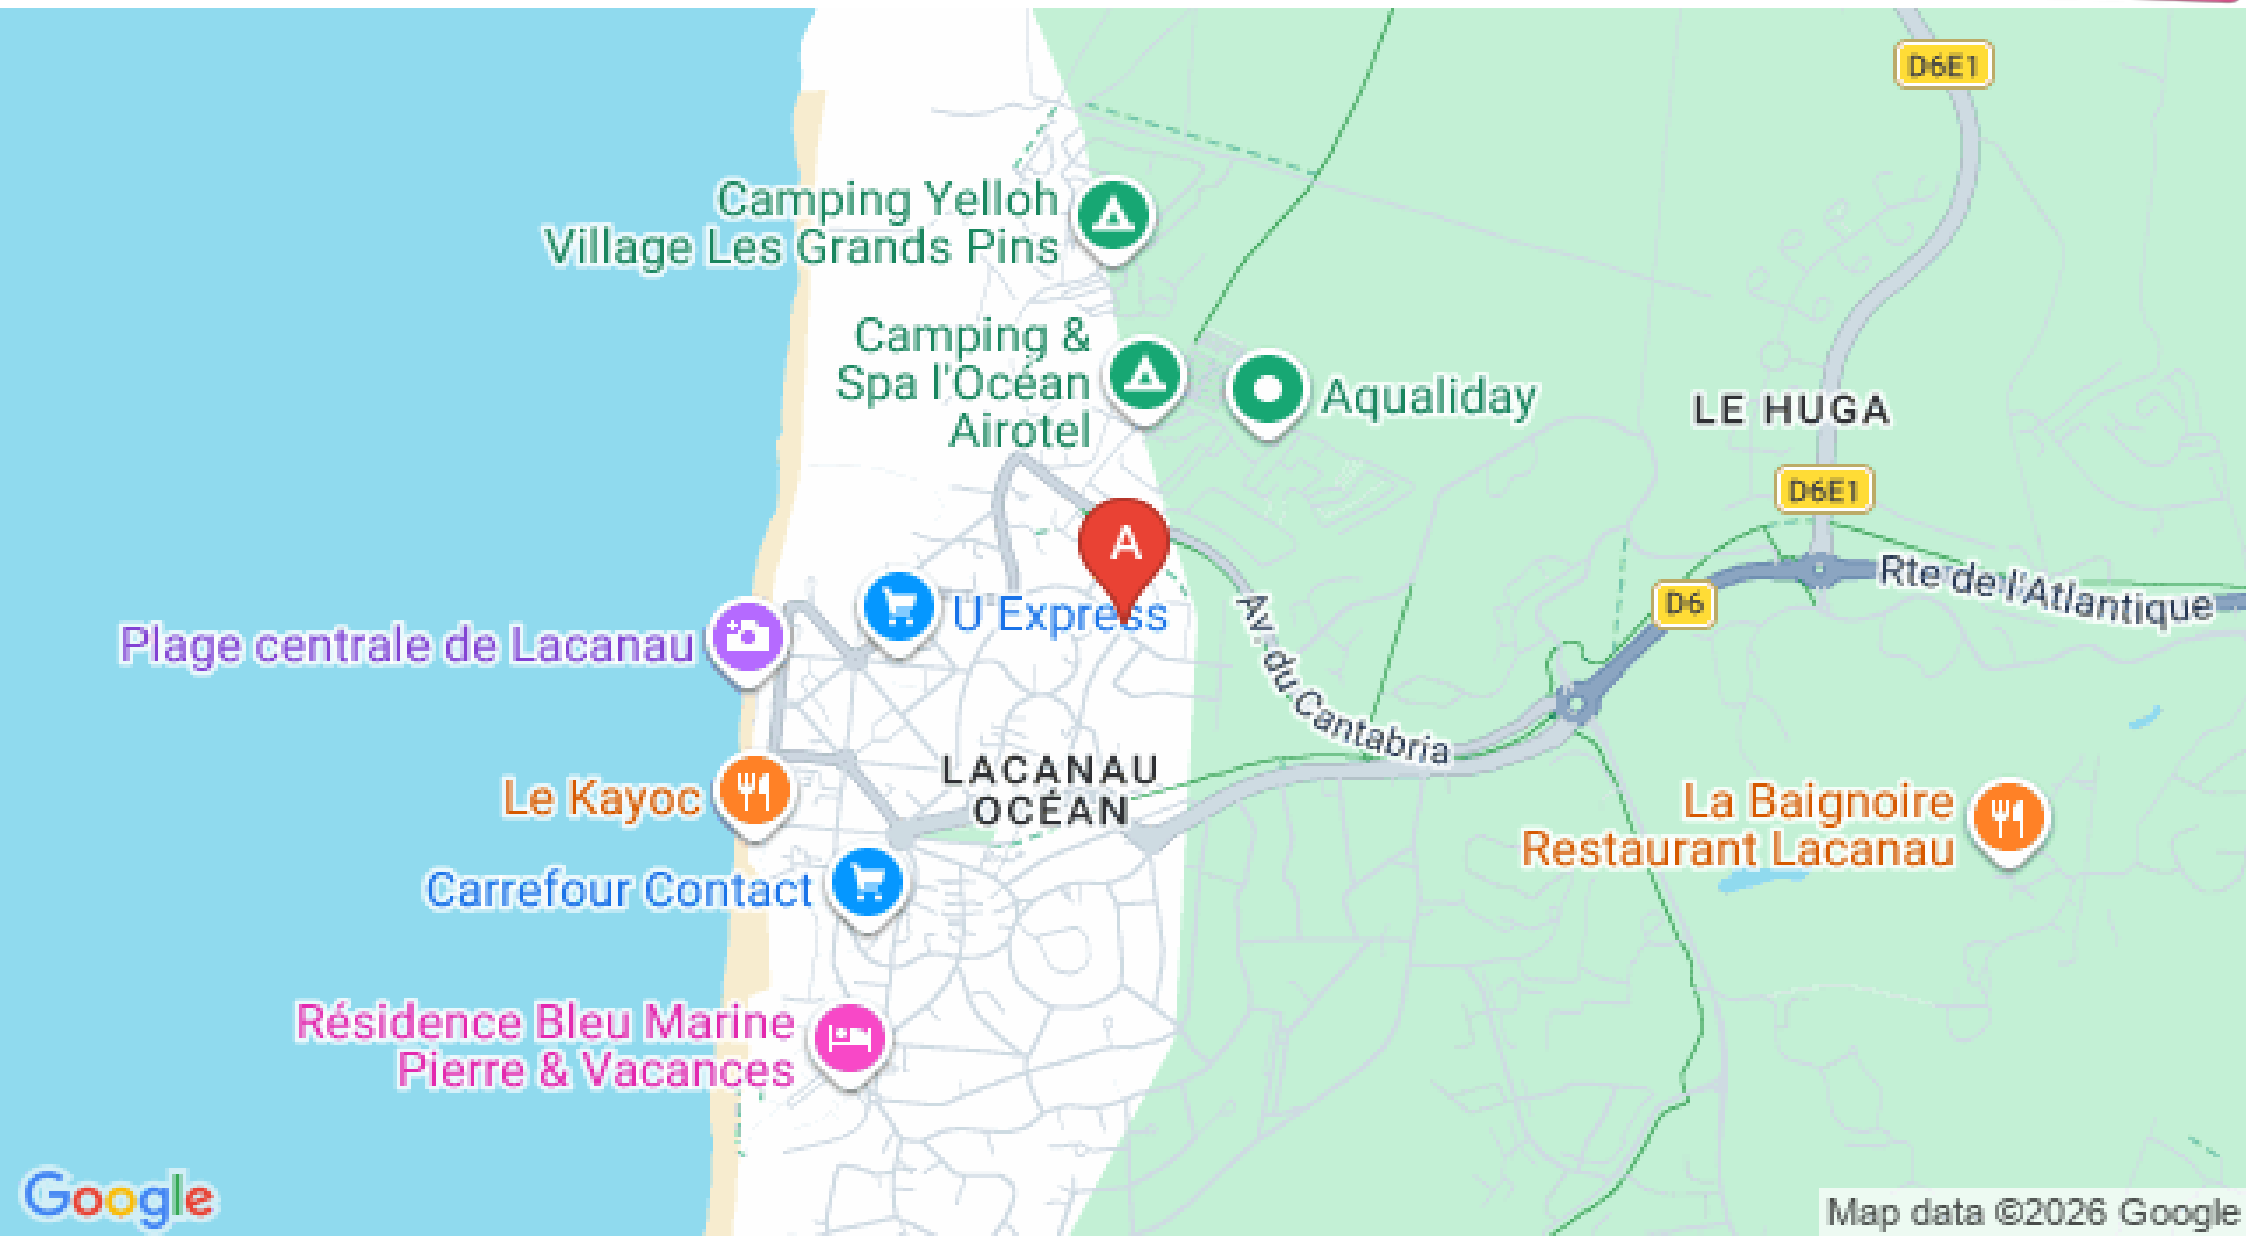 D6E1
Camping Yelloh
Village Les Grands Pins
Camping &
Spa l'Océan
Airotel
Aqualiday
LE HUGA
D6E1
A
Rte de l'Atlantique
D6
U Express
Plage centrale de Lacanau
Av. du Cantabria
LACANAU
OCÉAN
Le Kayoc
La Baignoire
Restaurant Lacanau
Carrefour Contact
Résidence Bleu Marine
Pierre & Vacances
Google
Map data ©2026 Google